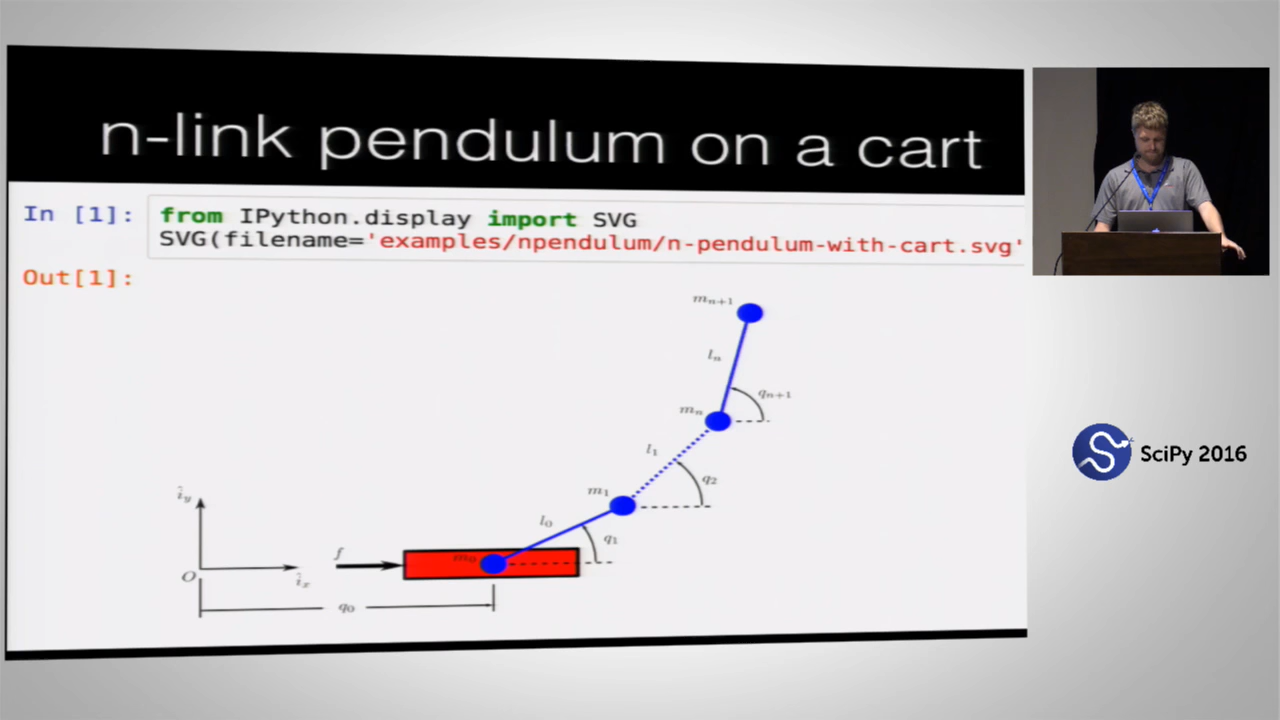 n-link pendulum on a cart
In [1]: from IPython.display import SVG
SVG(filename='examples/npendulum/n-pendulum-with-cart.svg'
Out[1]:
m_{n+1}
l_n
q_{n+1}
m_n
l_1
q_2
m_1
l_0
q_1
i_y
f
m_0
O
i_x
q_0
SciPy 2016